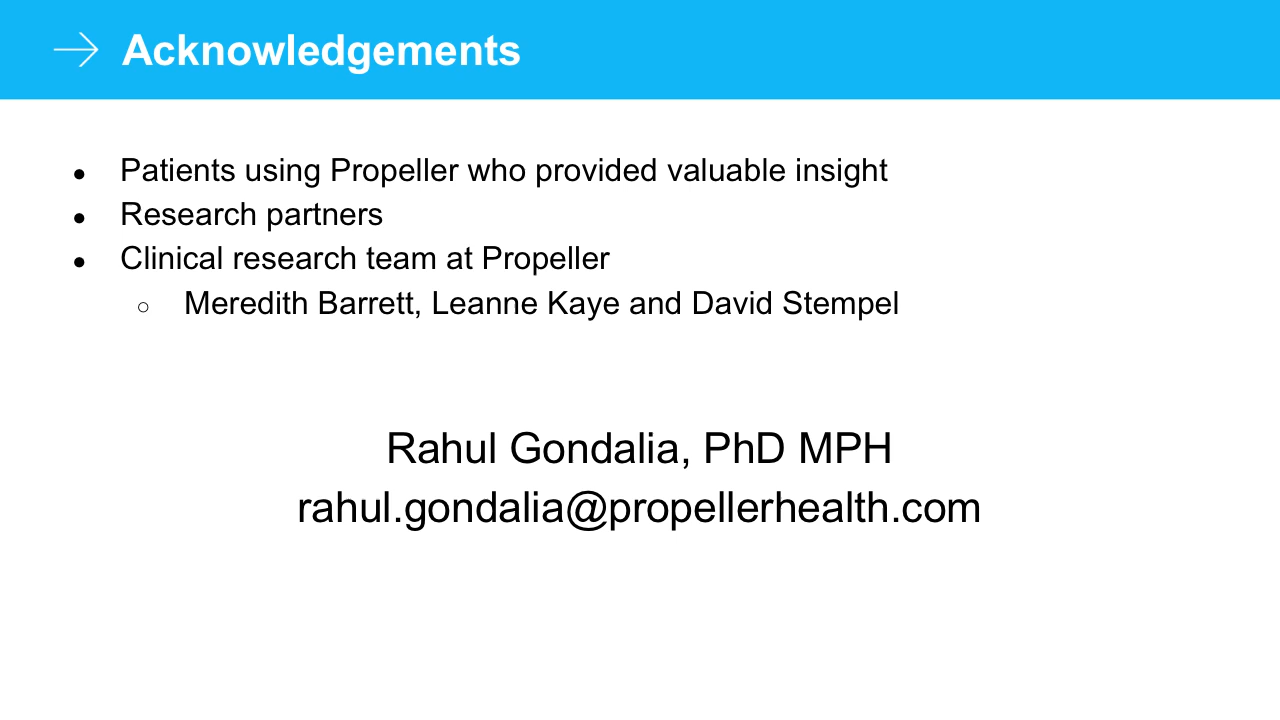 Acknowledgements
● Patients using Propeller who provided valuable insight
● Research partners
● Clinical research team at Propeller
○ Meredith Barrett, Leanne Kaye and David Stempel
Rahul Gondalia, PhD MPH
rahul.gondalia@propellerhealth.com